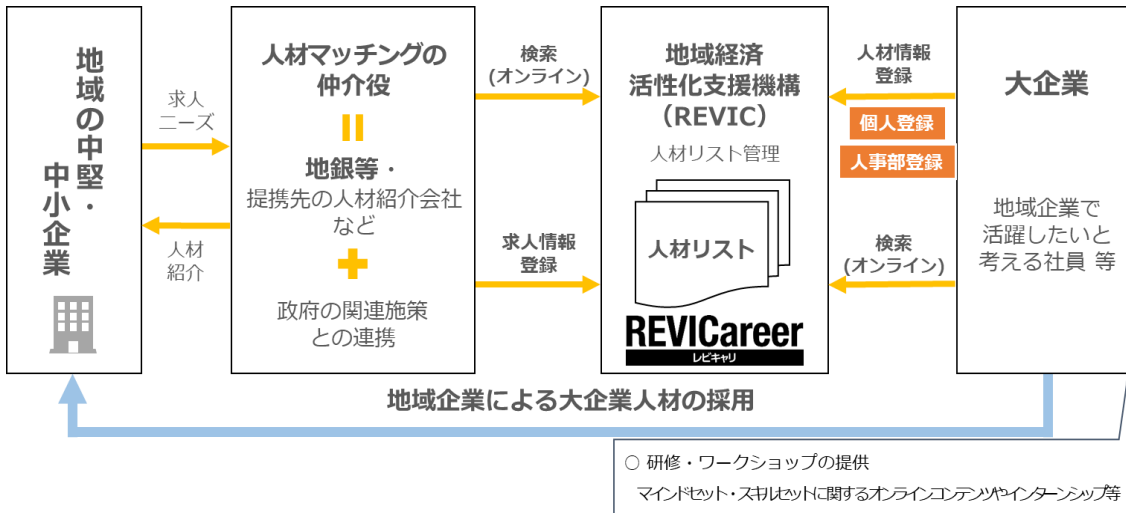 地域の中堅・
中小企業
求人
ニーズ
人材
紹介
人材マッチングの
仲介役
地銀等・
提携先の人材紹介会社
など
政府の関連施策
との連携
検索
(オンライン)
求人情報
登録
地域経済
活性化支援機構
（REVIC）
人材リスト管理
人材リスト
REVICareer
レビキャリ
人材情報
登録
個人登録
人事部登録
検索
(オンライン)
大企業
地域企業で
活躍したいと
考える社員 等
地域企業による大企業人材の採用
○ 研修・ワークショップの提供
マインドセット・スキルセットに関するオンラインコンテンツやインターンシップ等